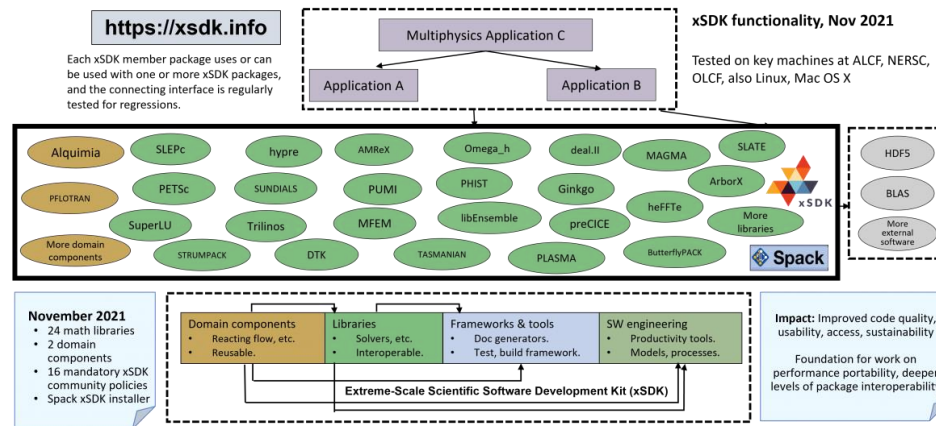 https://xsdk.info
Each xSDK member package uses or can
be used with one or more xSDK packages,
and the connecting interface is regularly
tested for regressions.
Multiphysics Application C
Application A
Application B
xSDK functionality, Nov 2021
Tested on key machines at ALCF, NERSC,
OLCF, also Linux, Mac OS X
Alquimia
SLEPc
hypre
AMReX
Omega_h
deal.II
MAGMA
SLATE
PFLOTRAN
PETSc
SUNDIALS
PUMI
PHIST
Ginkgo
ArborX
xSDK
SuperLU
Trilinos
MFEM
libEnsemble
preCICE
heFFTe
More
libraries
More domain
components
STRUMPACK
DTK
TASMANIAN
PLASMA
ButterflyPACK
Spack
HDF5
BLAS
More
external
software
November 2021
• 24 math libraries
• 2 domain
components
• 16 mandatory xSDK
community policies
• Spack xSDK installer
Domain components
• Reacting flow, etc.
• Reusable.
Libraries
• Solvers, etc.
• Interoperable.
Frameworks & tools
• Doc generators.
• Test, build framework.
SW engineering
• Productivity tools.
• Models, processes.
Extreme-Scale Scientific Software Development Kit (xSDK)
Impact: Improved code quality,
usability, access, sustainability
Foundation for work on
performance portability, deeper
levels of package interoperability